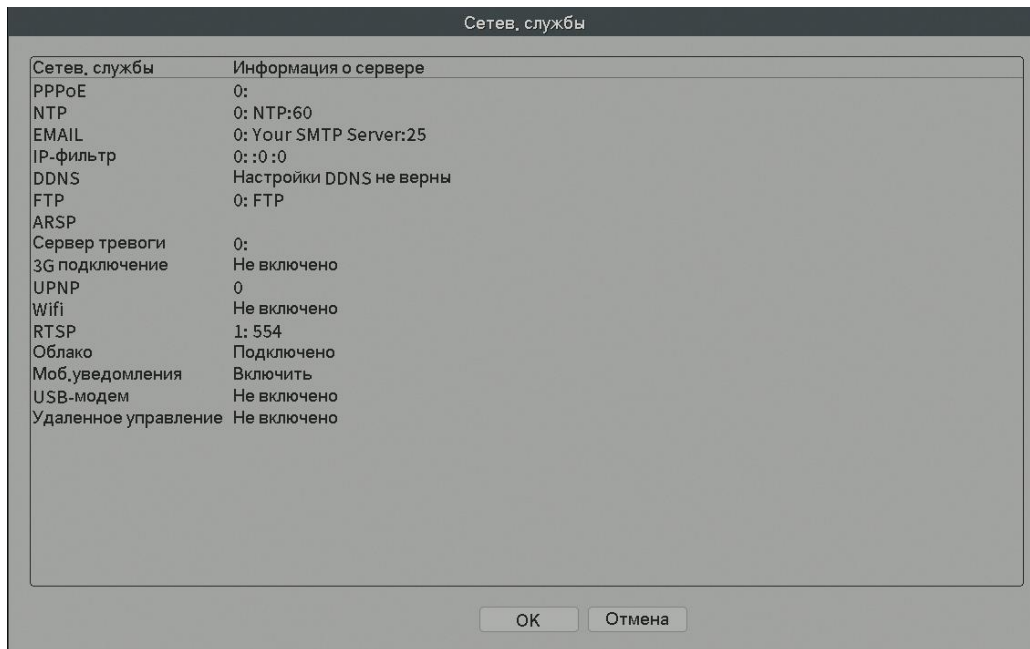 Сетев. службы
Сетев. службы Информация о сервере
PPPoE 0:
NTP 0: NTP:60
EMAIL 0: Your SMTP Server:25
IP-фильтр 0: :0 :0
DDNS Настройки DDNS не верны
FTP 0: FTP
ARSP
Сервер тревоги 0:
3G подключение Не включено
UPNP 0
Wifi Не включено
RTSP 1: 554
Облако Подключено
Моб.уведомления Включить
USB-модем Не включено
Удаленное управление Не включено
OK Отмена